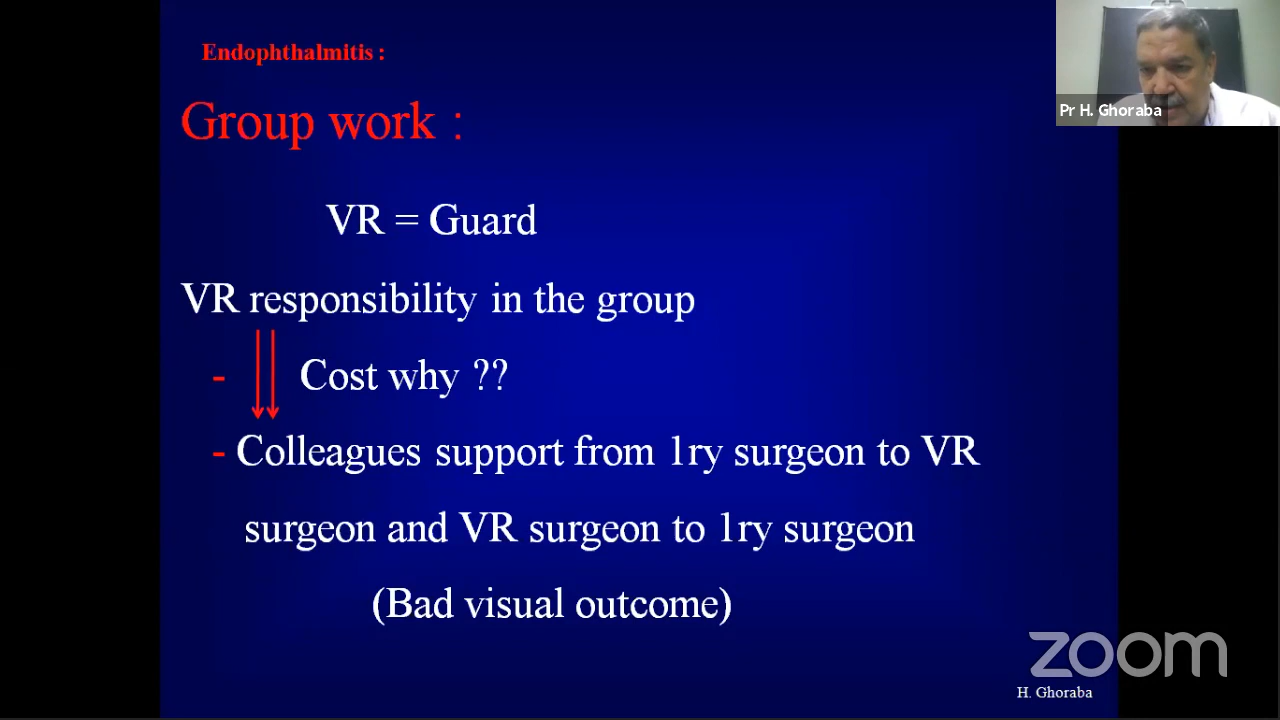 Endophthalmitis :
Pr H. Ghoraba
Group work :
VR = Guard
VR responsibility in the group
- Cost why ??
- Colleagues support from 1ry surgeon to VR
surgeon and VR surgeon to 1ry surgeon
(Bad visual outcome)
zoom
H. Ghoraba